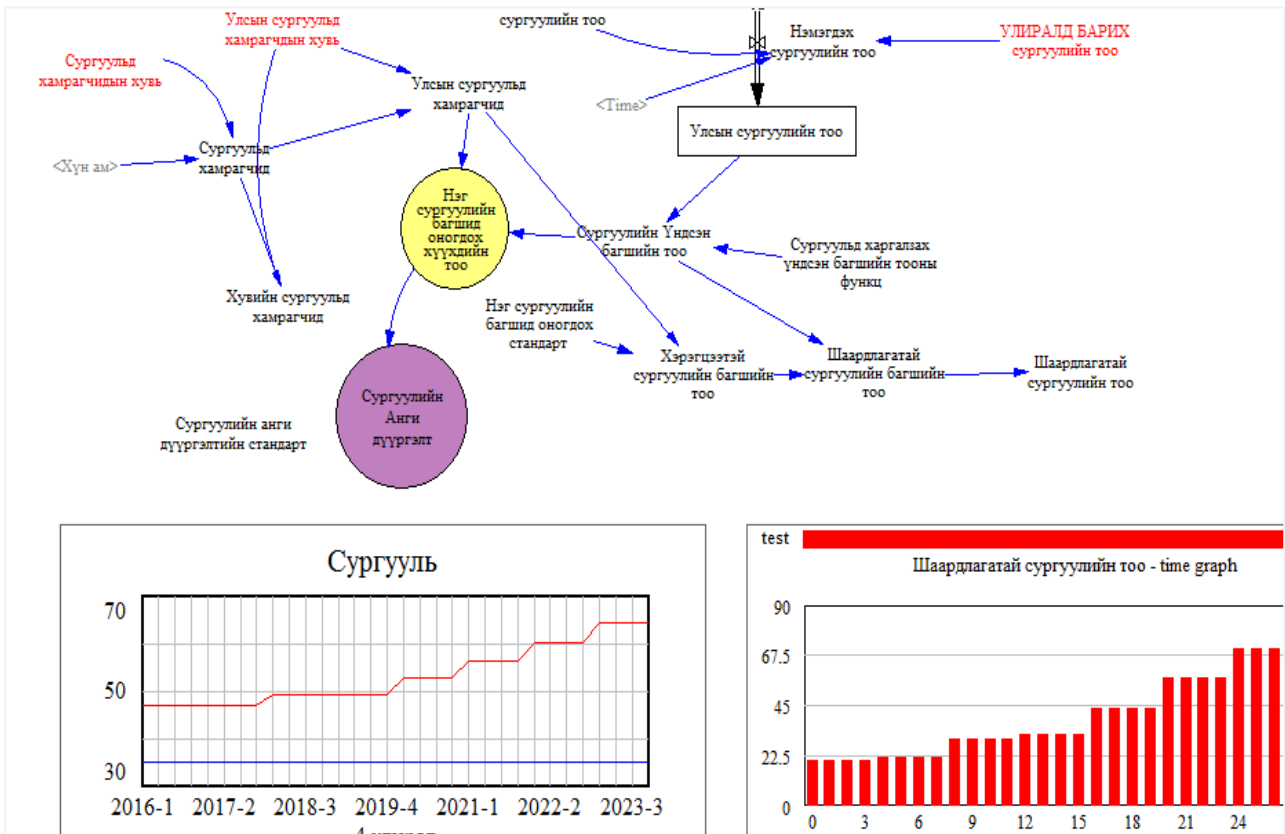 Улсын сургуульд
хамрагчдын хувь
сургуулийн тоо
Нэмэгдэх
сургуулийн тоо
УЛИРАЛД БАРИХ
сургуулийн тоо
Сургуульд
хамрагчидын хувь
Улсын сургуульд
хамрагчид
<Time>
Улсын сургуулийн тоо
Сургуульд
хамрагчид
<Хүн ам>
Нэг
сургуулийн
багшид
оногдох
хүүхдийн
тоо
Сургуулийн Үндсэн
багшийн тоо
Сургуульд харгалзах
үндсэн багшийн тооны
функц
Хувийн сургуульд
хамрагчид
Нэг сургуулийн
багшид оногдох
стандарт
Хэрэгцээтэй
сургуулийн багшийн
тоо
Шаардлагатай
сургуулийн багшийн
тоо
Шаардлагатай
сургуулийн тоо
Сургуулийн
Анги
дүүргэлт
Сургуулийн анги
дүүргэлтийн стандарт
Сургууль
70
50
30
2016-1 2017-2 2018-3 2019-4 2021-1 2022-2 2023-3
test
Шаардлагатай сургуулийн тоо - time graph
90
67.5
45
22.5
0
0 3 6 9 12 15 18 21 24